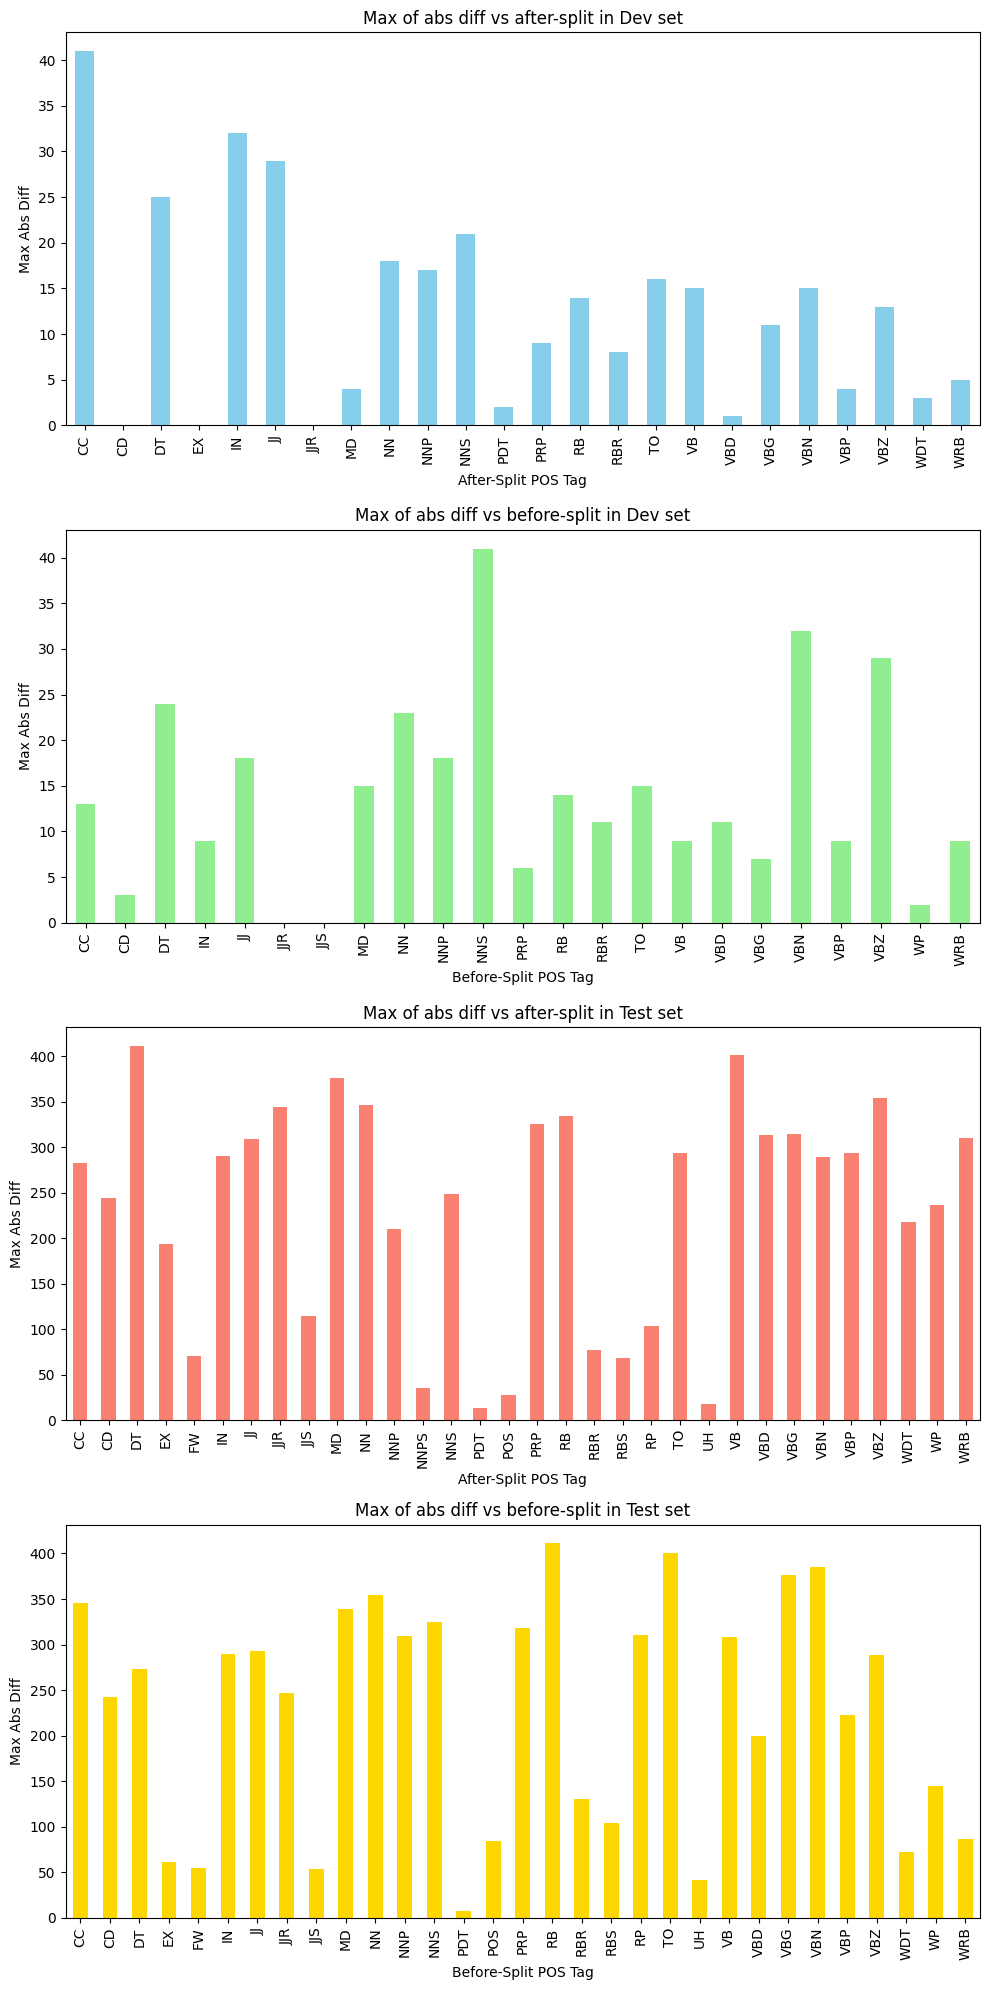 Max of abs diff vs after-split in Dev set
Max Abs Diff
40
35
30
25
20
15
10
5
0
CC CD DT EX IN JJ JJR MD NN NNP NNS PDT PRP RB RBR TO VB VBD VBG VBN VBP VBZ WDT WRB
After-Split POS Tag
Max of abs diff vs before-split in Dev set
Max Abs Diff
40
35
30
25
20
15
10
5
0
CC CD DT IN JJ JJR JJS MD NN NNP NNS PRP RB RBR TO VB VBD VBG VBN VBP VBZ WP WRB
Before-Split POS Tag
Max of abs diff vs after-split in Test set
Max Abs Diff
400
350
300
250
200
150
100
50
0
CC CD DT EX FW IN JJ JJR JJS MD NN NNP NNPS NNS PDT POS PRP RB RBR RBS RP TO UH VB VBD VBG VBN VBP VBZ WDT WP WRB
After-Split POS Tag
Max of abs diff vs before-split in Test set
Max Abs Diff
400
350
300
250
200
150
100
50
0
CC CD DT EX FW IN JJ JJR JJS MD NN NNP NNS PDT POS PRP RB RBR RBS RP TO UH VB VBD VBG VBN VBP VBZ WDT WP WRB
Before-Split POS Tag